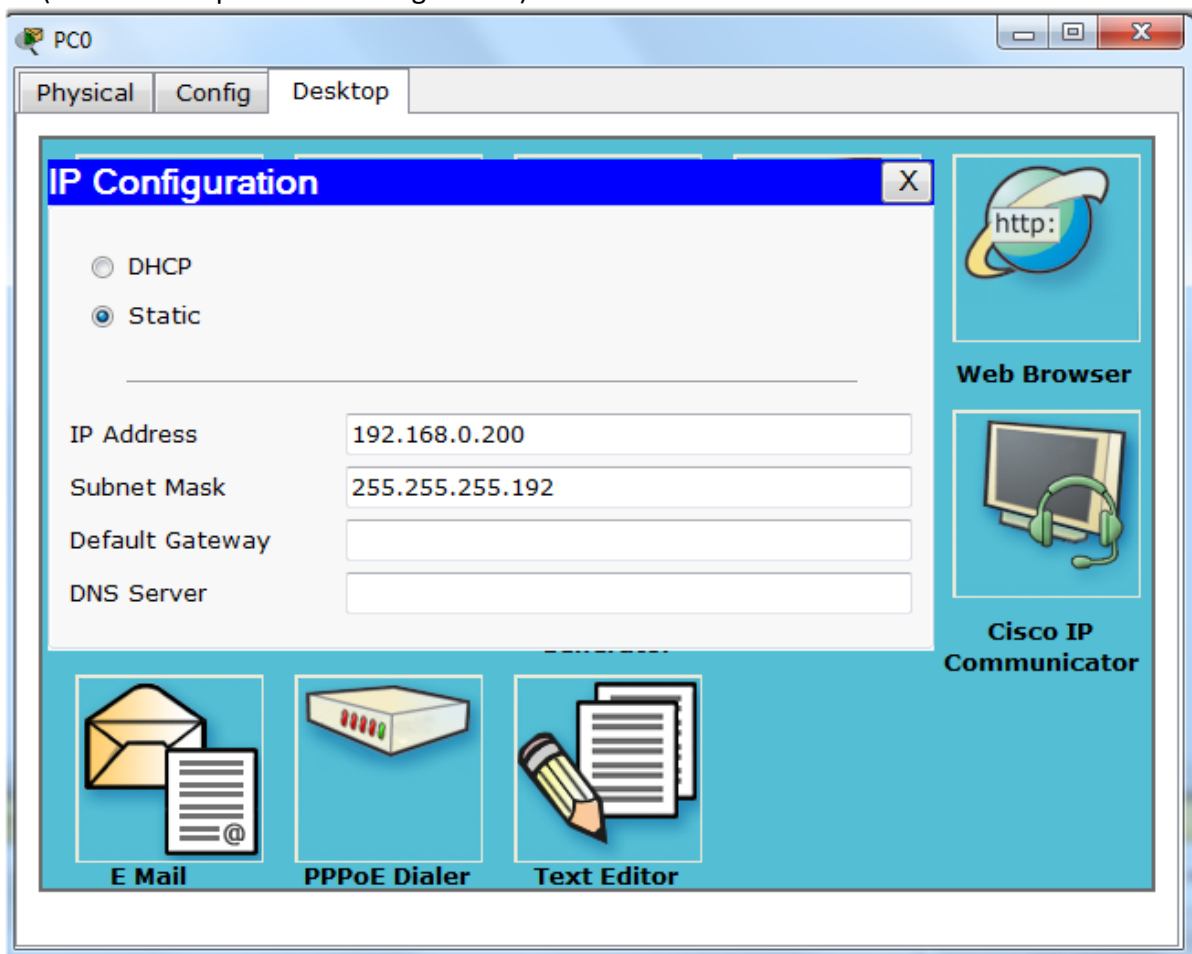 PC0
Physical Config Desktop
IP Configuration X
http:
DHCP
Static
Web Browser
IP Address 192.168.0.200
Subnet Mask 255.255.255.192
Default Gateway
DNS Server
Cisco IP
Communicator
@
E Mail PPPoE Dialer Text Editor